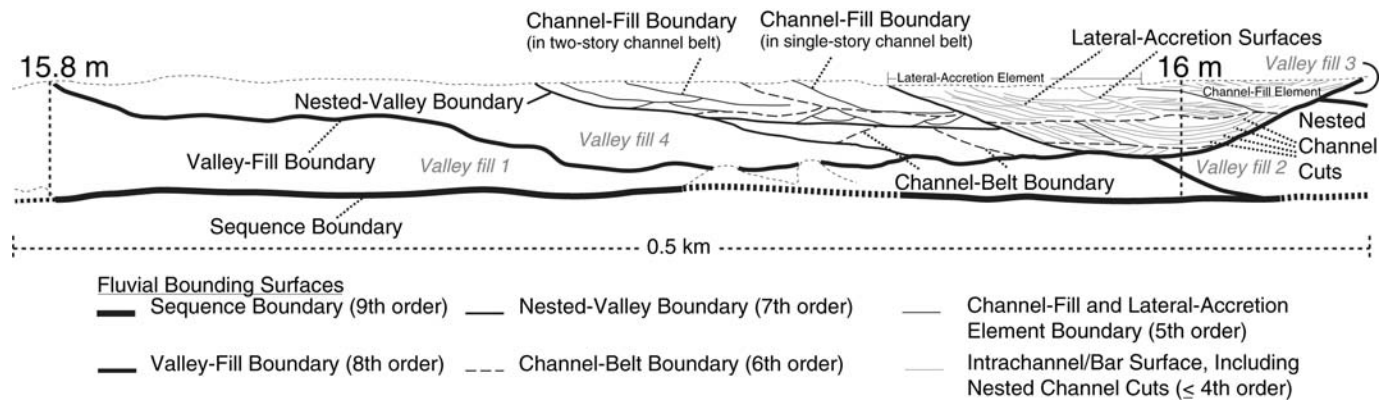 Channel-Fill Boundary
(in two-story channel belt)
Channel-Fill Boundary
(in single-story channel belt)
Lateral-Accretion Surfaces
15.8 m
Lateral-Accretion Element
16 m
Valley fill 3
Channel-Fill Element
Nested-Valley Boundary
Nested
Channel
Cuts
Valley-Fill Boundary
Valley fill 1
Valley fill 4
Valley fill 2
Channel-Belt Boundary
Sequence Boundary
0.5 km
Fluvial Bounding Surfaces
Sequence Boundary (9th order)
Nested-Valley Boundary (7th order)
Channel-Fill and Lateral-Accretion
Element Boundary (5th order)
Valley-Fill Boundary (8th order)
Channel-Belt Boundary (6th order)
Intrachannel/Bar Surface, Including
Nested Channel Cuts (≤ 4th order)